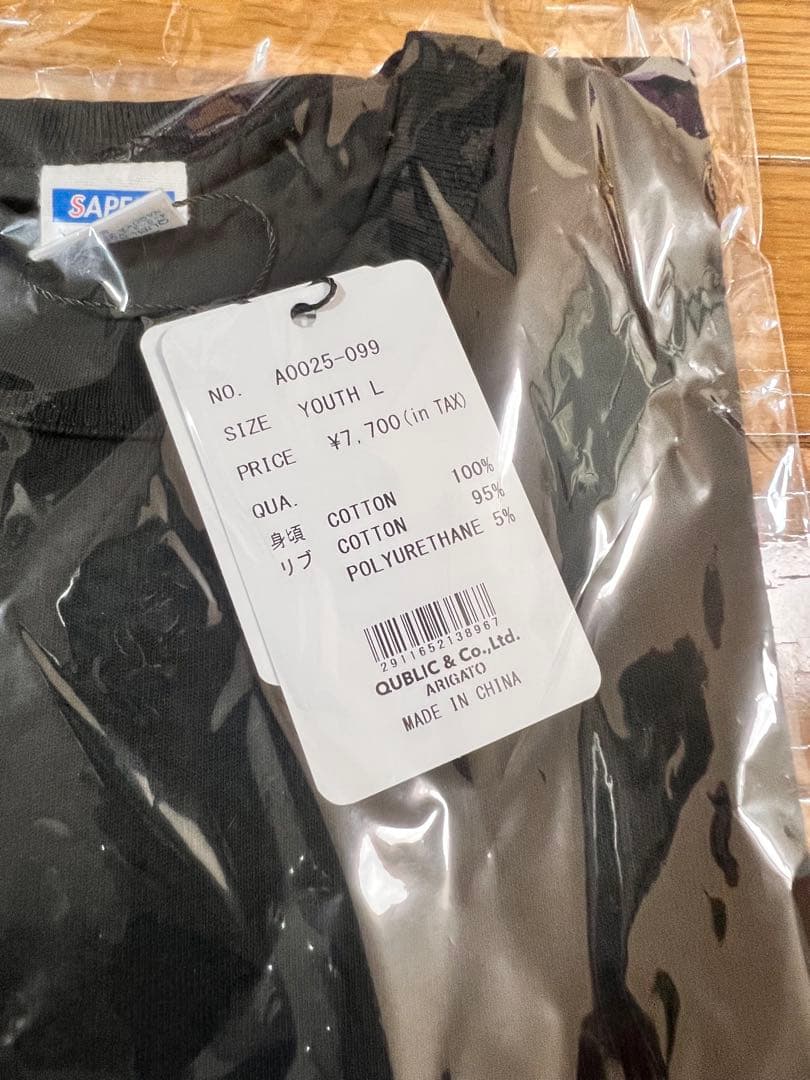 SAPE
NO. A0025-099
SIZE YOUTH L
PRICE ¥7,700(in TAX)
QUA.
身頃 COTTON 100%
リブ COTTON 95%
POLYURETHANE 5%
2911652138967
QUBLIC & Co.,Ltd.
ARIGATO
MADE IN CHINA